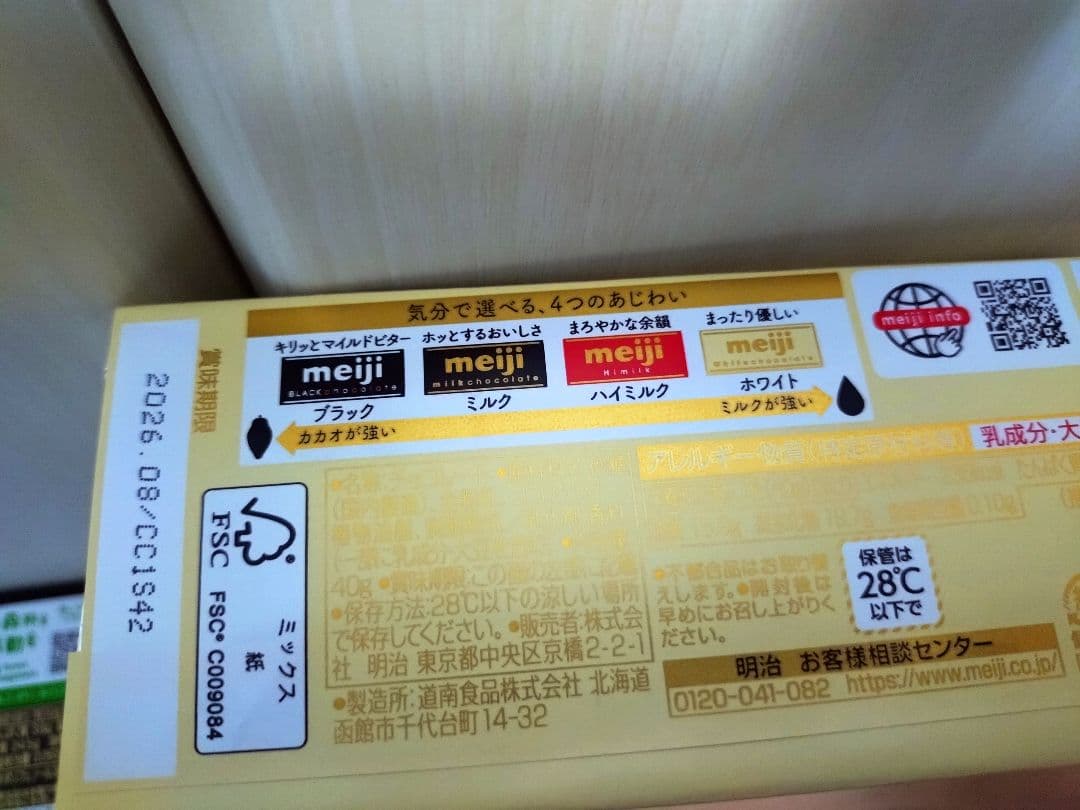 気分で選べる、4つのあじわい
キリッとマイルドビター
meiji
BLACKchocolate
ブラック
ホッとするおいしさ
meiji
milkchocolate
ミルク
まろやかな余韻
meiji
Himilk
ハイミルク
まったり優しい
meiji
Whitechocolate
ホワイト
カカオが強い
ミルクが強い
meiji info
賞味期限
2026.08/CC1S42
FSC
ミックス
紙
FSC® C009084
アレルギー物質
乳成分・大
•名称
40g •賞味期限:この面の左に記載
•保存方法:28℃以下の涼しい場所
で保存してください。•販売者:株式会
社 明治 東京都中央区京橋2-2-1
•製造所:道南食品株式会社 北海道
函館市千代台町14-32
•不都合品はお取り替
えします。•開封後は
早めにお召し上がりく
ださい。
保管は
28℃
以下で
明治 お客様相談センター
0120-041-082 https://www.meiji.co.jp/